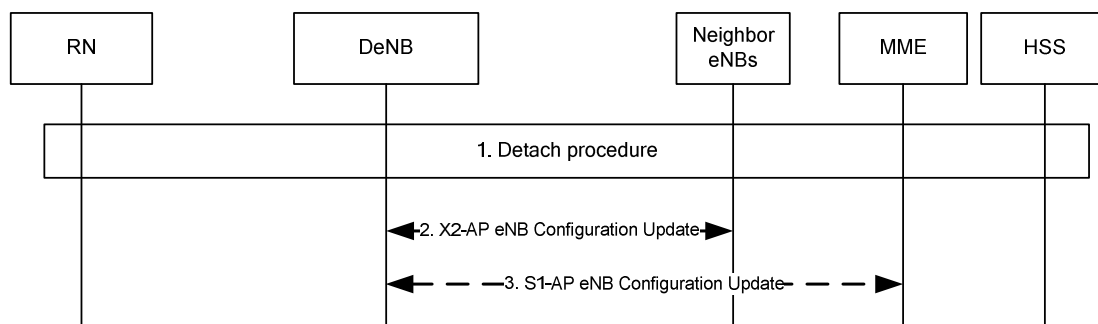 RN
DeNB
Neighbor
eNBs
MME
HSS
1. Detach procedure
2. X2-AP eNB Configuration Update
3. S1-AP eNB Configuration Update